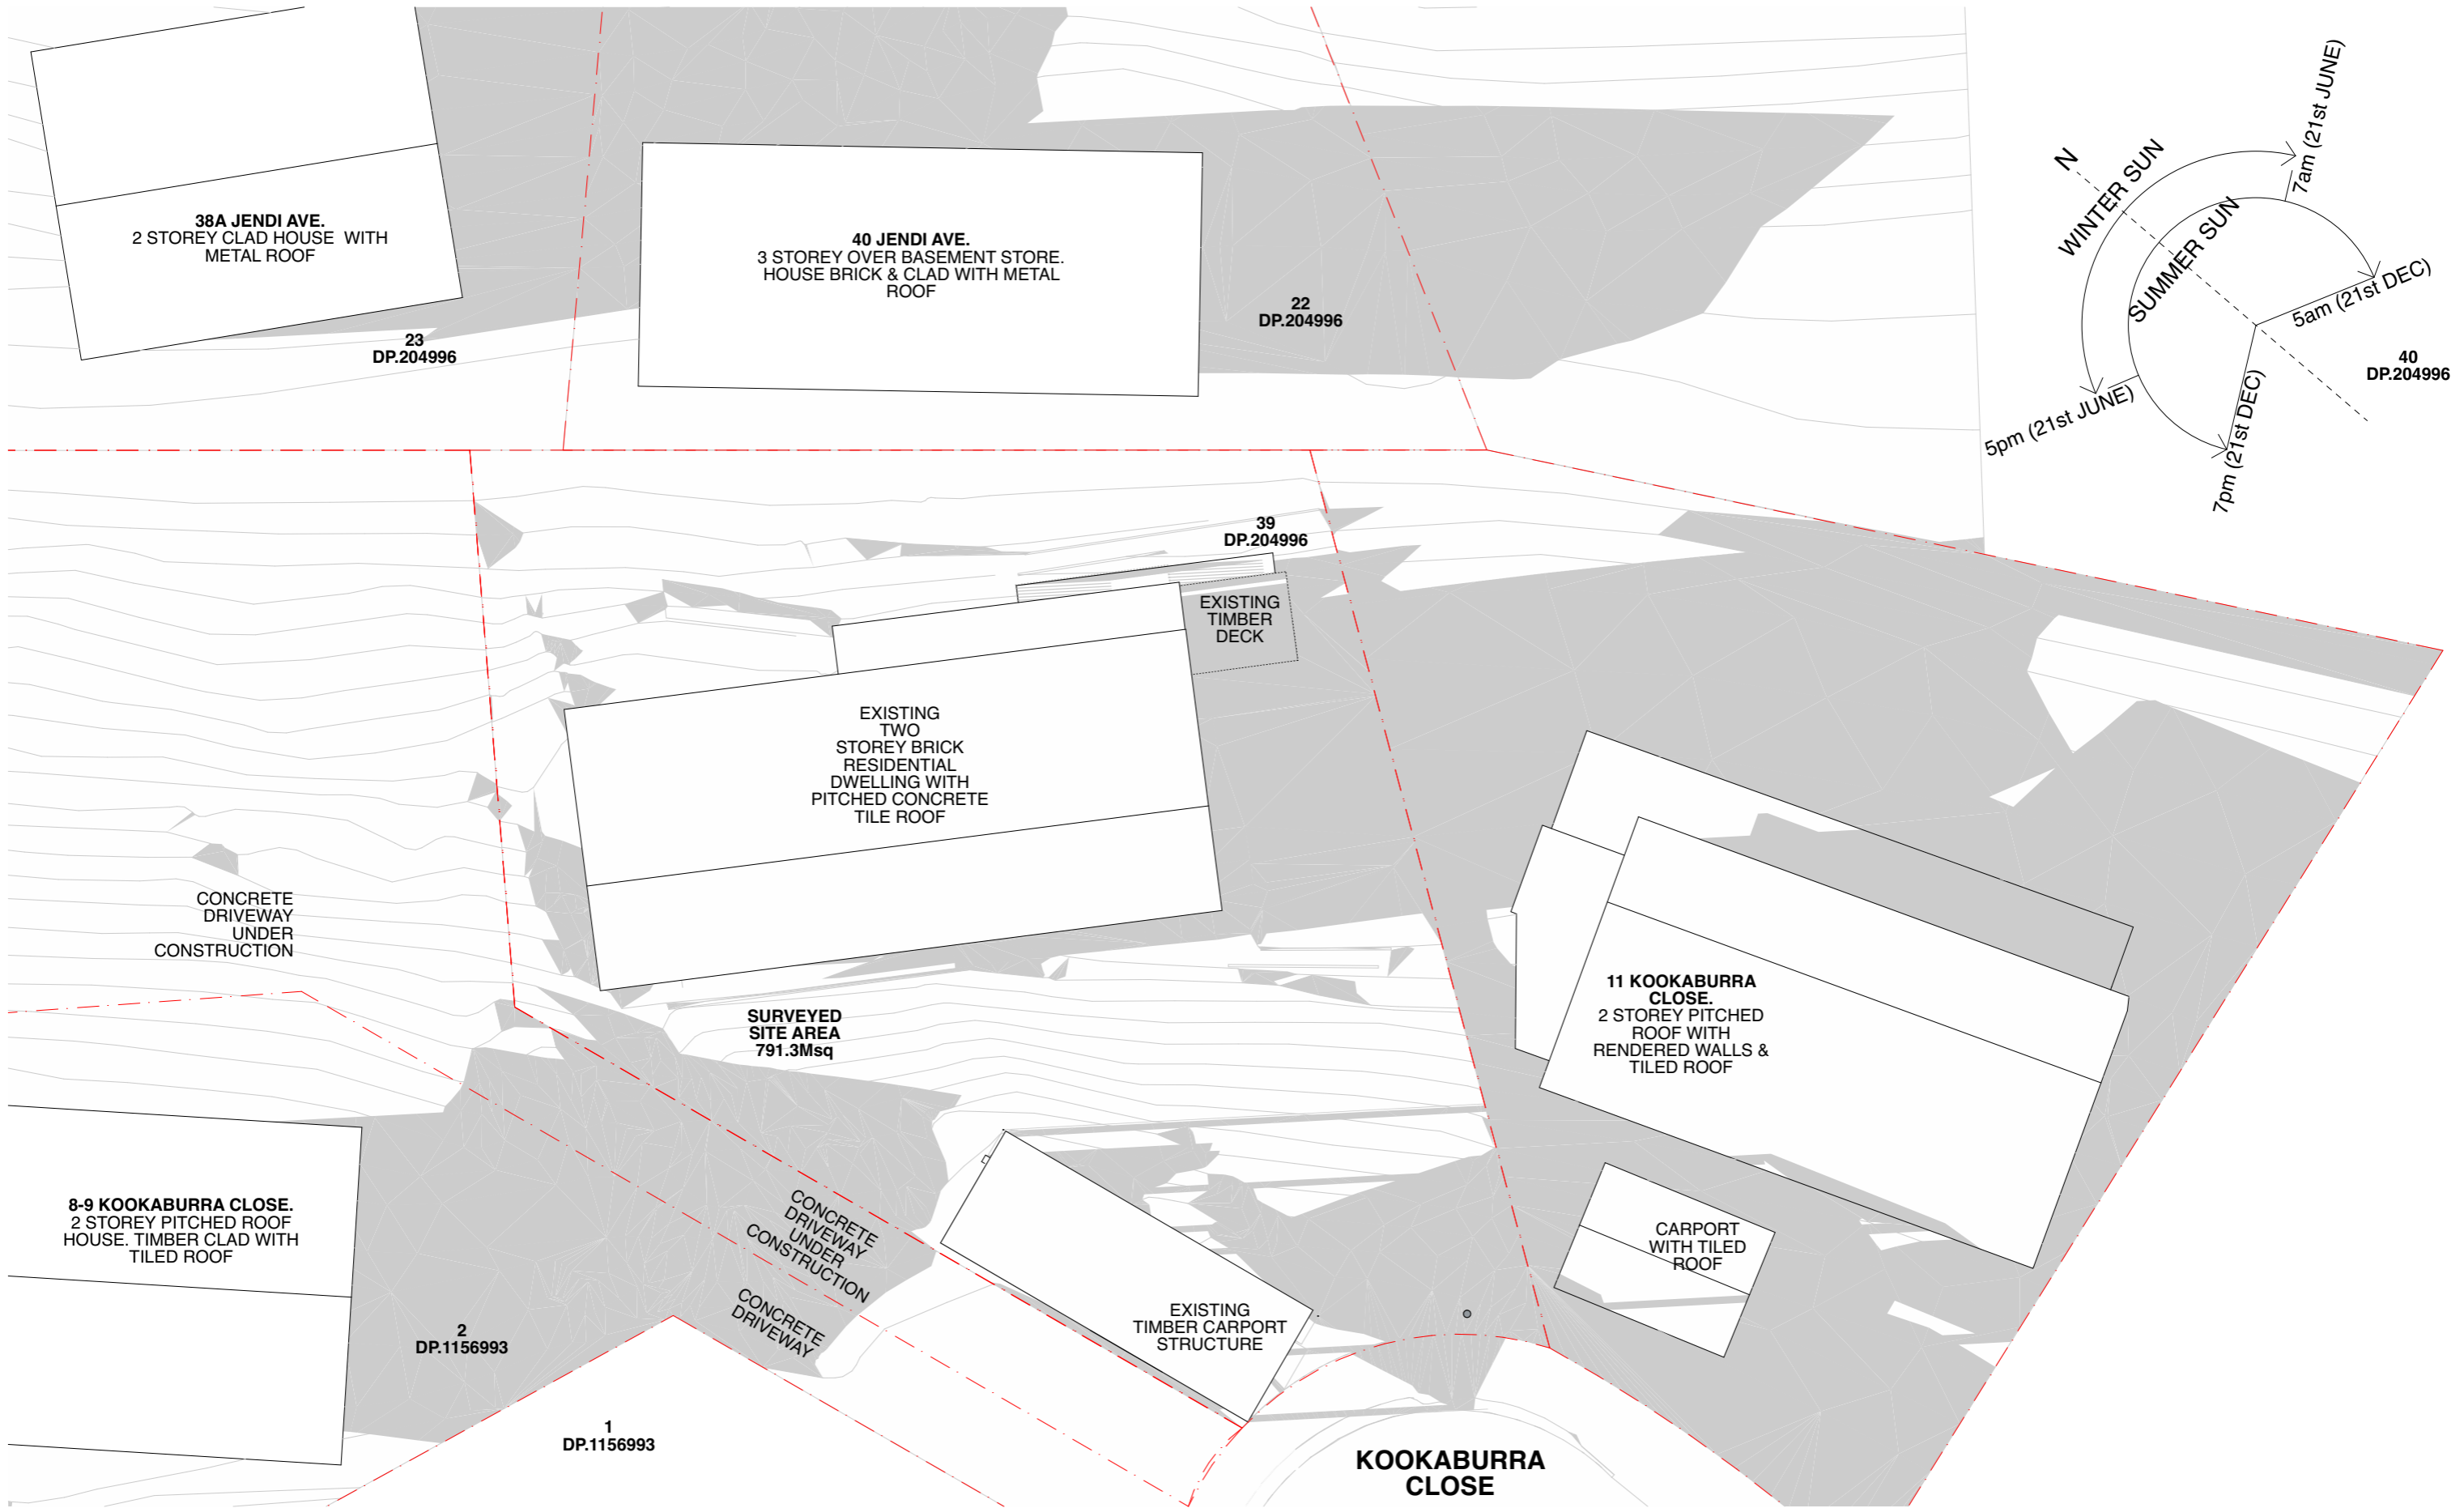 38A JENDI AVE.
2 STOREY CLAD HOUSE WITH
METAL ROOF
40 JENDI AVE.
3 STOREY OVER BASEMENT STORE.
HOUSE BRICK & CLAD WITH METAL
ROOF
23
DP.204996
22
DP.204996
N
WINTER SUN
SUMMER SUN
7am (21st JUNE)
5am (21st DEC)
5pm (21st JUNE)
7pm (21st DEC)
40
DP.204996
39
DP.204996
EXISTING
TIMBER
DECK
EXISTING
TWO
STOREY BRICK
RESIDENTIAL
DWELLING WITH
PITCHED CONCRETE
TILE ROOF
CONCRETE
DRIVEWAY
UNDER
CONSTRUCTION
SURVEYED
SITE AREA
791.3Msq
11 KOOKABURRA
CLOSE.
2 STOREY PITCHED
ROOF WITH
RENDERED WALLS &
TILED ROOF
8-9 KOOKABURRA CLOSE.
2 STOREY PITCHED ROOF
HOUSE. TIMBER CLAD WITH
TILED ROOF
CONCRETE
DRIVEWAY
UNDER
CONSTRUCTION
CONCRETE
DRIVEWAY
CARPORT
WITH TILED
ROOF
EXISTING
TIMBER CARPORT
STRUCTURE
2
DP.1156993
1
DP.1156993
KOOKABURRA
CLOSE